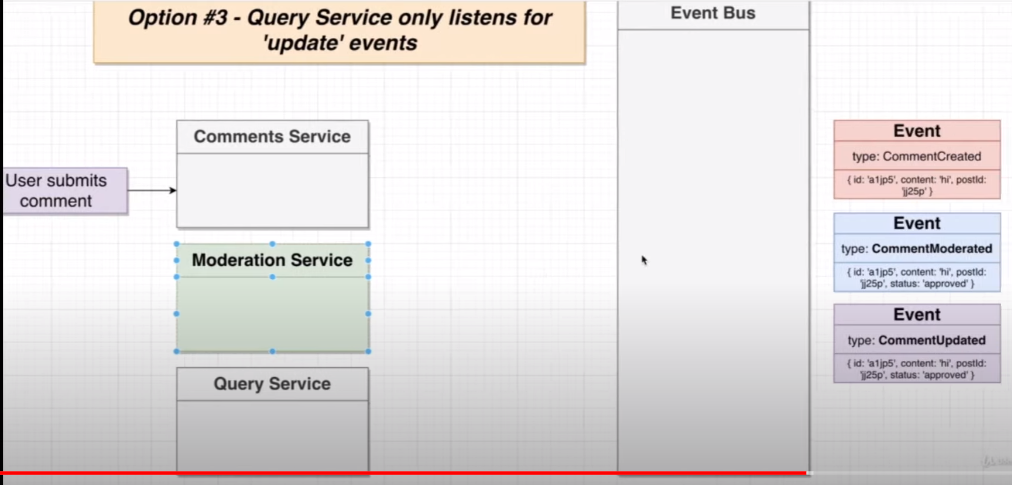 Option #3 - Query Service only listens for
'update' events
Event Bus
Comments Service
User submits
comment
Moderation Service
Query Service
Event
type: CommentCreated
{ id: 'a1jp5', content: 'hi', postId:
'jj25p' }
Event
type: CommentModerated
{ id: 'a1jp5', content: 'hi', postId:
'jj25p', status: 'approved' }
Event
type: CommentUpdated
{ id: 'a1jp5', content: 'hi', postId:
'jj25p', status: 'approved' }